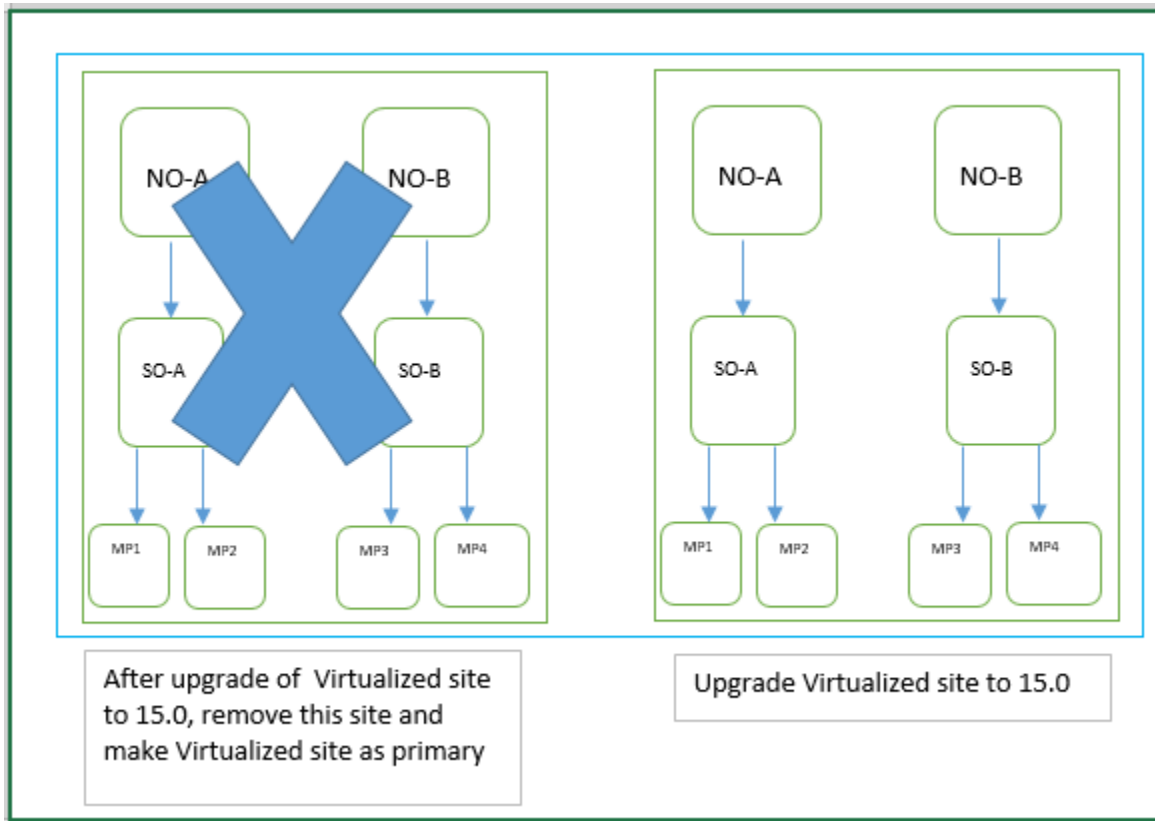 NO-A NO-B NO-A NO-B
SO-A SO-B SO-A SO-B
MP1 MP2 MP3 MP4 MP1 MP2 MP3 MP4
After upgrade of Virtualized site
to 15.0, remove this site and
make Virtualized site as primary
Upgrade Virtualized site to 15.0